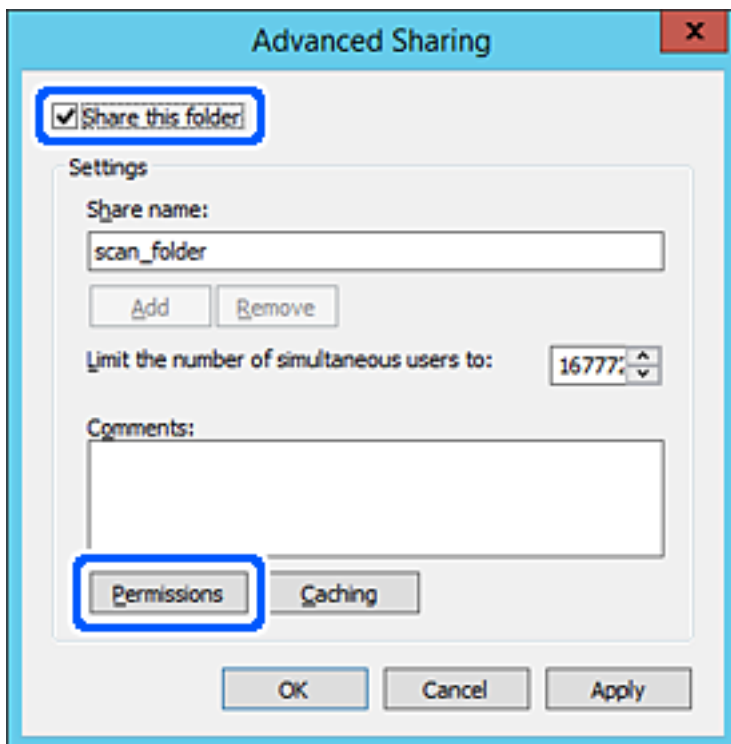 Advanced Sharing
x
Share this folder
Settings
Share name:
scan_folder
Add Remove
Limit the number of simultaneous users to:
Comments:
Permissions Caching
OK Cancel Apply